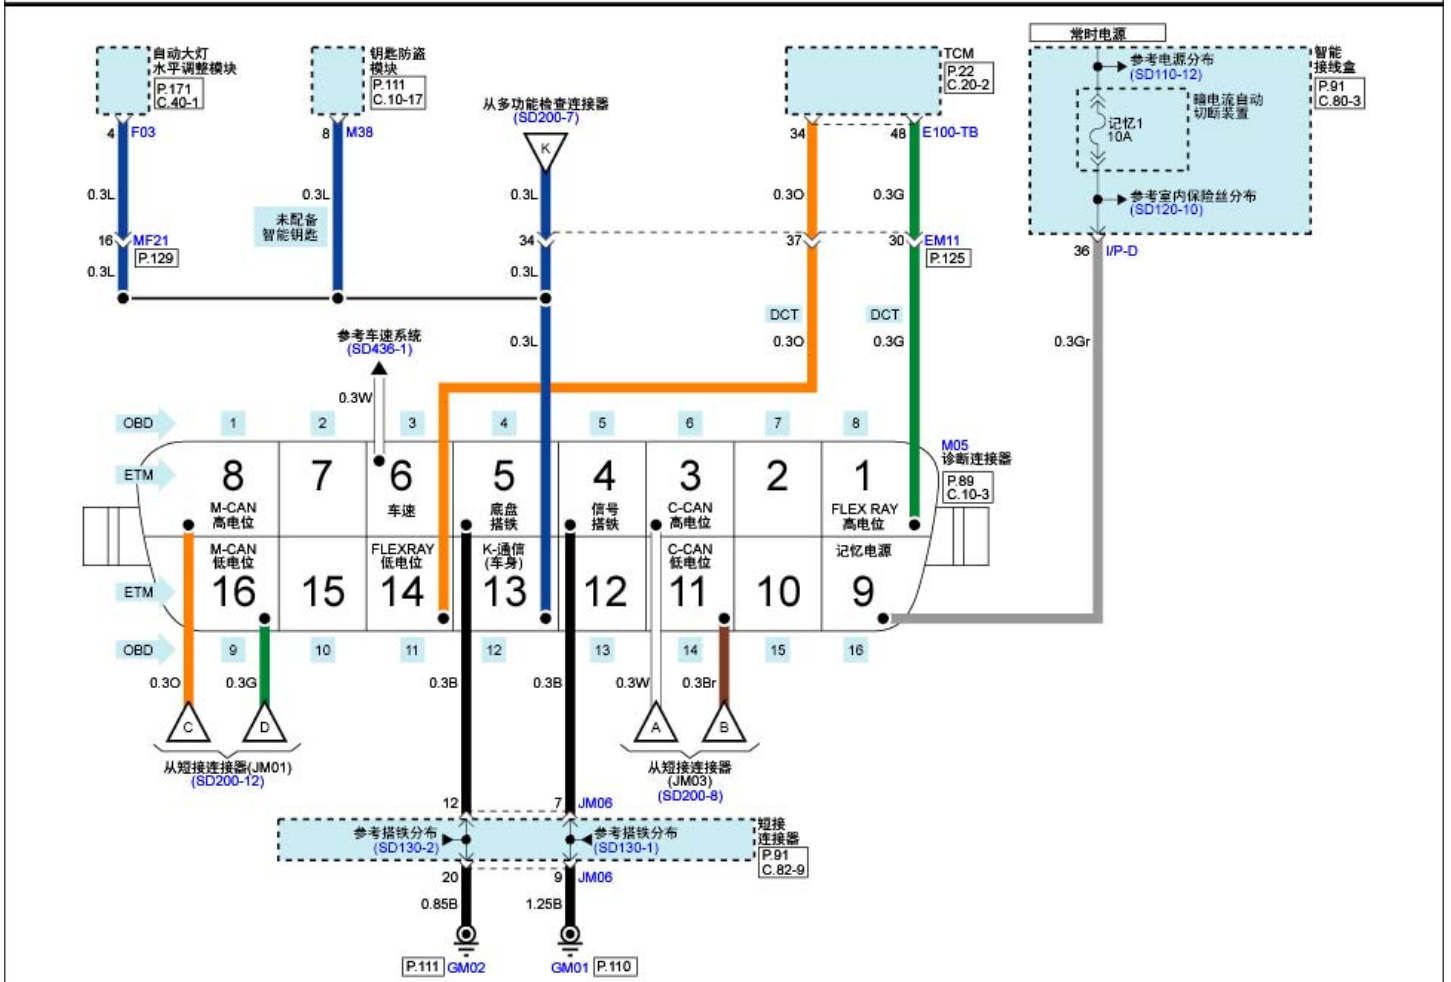 常时电源
自动大灯
水平调整模块
P.171
C.40-1
4 F03
0.3L
16 MF21
P.129
0.3L
钥匙防盗
模块
P.111
C.10-17
8 M38
0.3L
未配备
智能钥匙
从多功能检查连接器
(SD200-7)
K
0.3L
34
0.3L
0.3L
TCM
P.22
C.20-2
34
48 E100-TB
0.3O
0.3G
37
30 EM11
P.125
DCT
DCT
0.3O
0.3G
智能
接线盒
P.91
C.80-3
参考电源分布
(SD110-12)
暗电流自动
切断装置
记忆1
10A
参考室内保险丝分布
(SD120-10)
36 I/P-D
0.3Gr
参考车速系统
(SD436-1)
0.3W
OBD 1 2 3 4 5 6 7 8
M05
诊断连接器
P.89
C.10-3
ETM 8 7 6 5 4 3 2 1
M-CAN
高电位
车速
底盘
搭铁
信号
搭铁
C-CAN
高电位
FLEX RAY
高电位
M-CAN
低电位
FLEXRAY
低电位
K-通信
(车身)
C-CAN
低电位
记忆电源
ETM 16 15 14 13 12 11 10 9
OBD 9 10 11 12 13 14 15 16
0.3O 0.3G 0.3B 0.3B 0.3W 0.3Br
C D A B
从短接连接器(JM01)
(SD200-12)
从短接连接器
(JM03)
(SD200-8)
12 7 JM06
参考搭铁分布
(SD130-2)
参考搭铁分布
(SD130-1)
短接
连接器
P.91
C.82-9
20 9 JM06
0.85B 1.25B
P.111 GM02 GM01 P.110